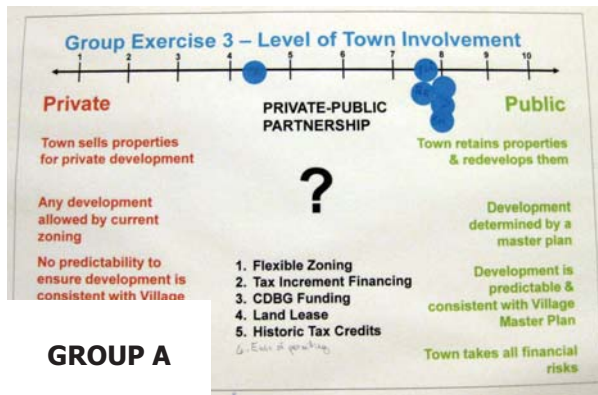 Group Exercise 3 – Level of Town Involvement
1 2 3 4 5 6 7 8 9 10
Private
PRIVATE-PUBLIC
PARTNERSHIP
Public
Town sells properties
for private development
Any development
allowed by current
zoning
No predictability to
ensure development is
consistent with Village
?
1. Flexible Zoning
2. Tax Increment Financing
3. CDBG Funding
4. Land Lease
5. Historic Tax Credits
6.
Town retains properties
& redevelops them
Development
determined by a
master plan
Development is
predictable &
consistent with Village
Master Plan
Town takes all financial
risks
GROUP A